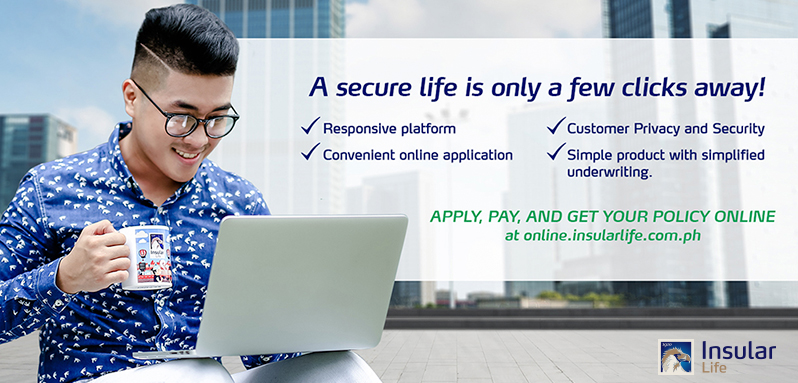 A secure life is only a few clicks away!
Responsive platform
Customer Privacy and Security
Convenient online application
Simple product with simplified
underwriting.
APPLY, PAY, AND GET YOUR POLICY ONLINE
at online.insularlife.com.ph
Insular
Life